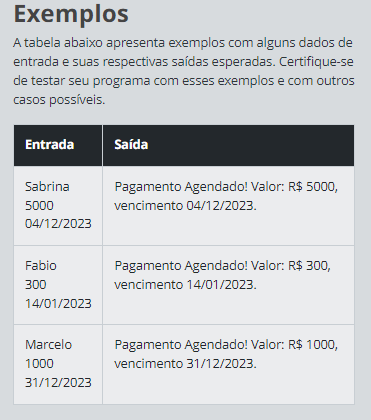 Exemplos
A tabela abaixo apresenta exemplos com alguns dados de
entrada e suas respectivas saídas esperadas. Certifique-se
de testar seu programa com esses exemplos e com outros
casos possíveis.
Entrada
Saída
Sabrina
5000
04/12/2023
Pagamento Agendado! Valor: R$ 5000,
vencimento 04/12/2023.
Fabio
300
14/01/2023
Pagamento Agendado! Valor: R$ 300,
vencimento 14/01/2023.
Marcelo
1000
31/12/2023
Pagamento Agendado! Valor: R$ 1000,
vencimento 31/12/2023.